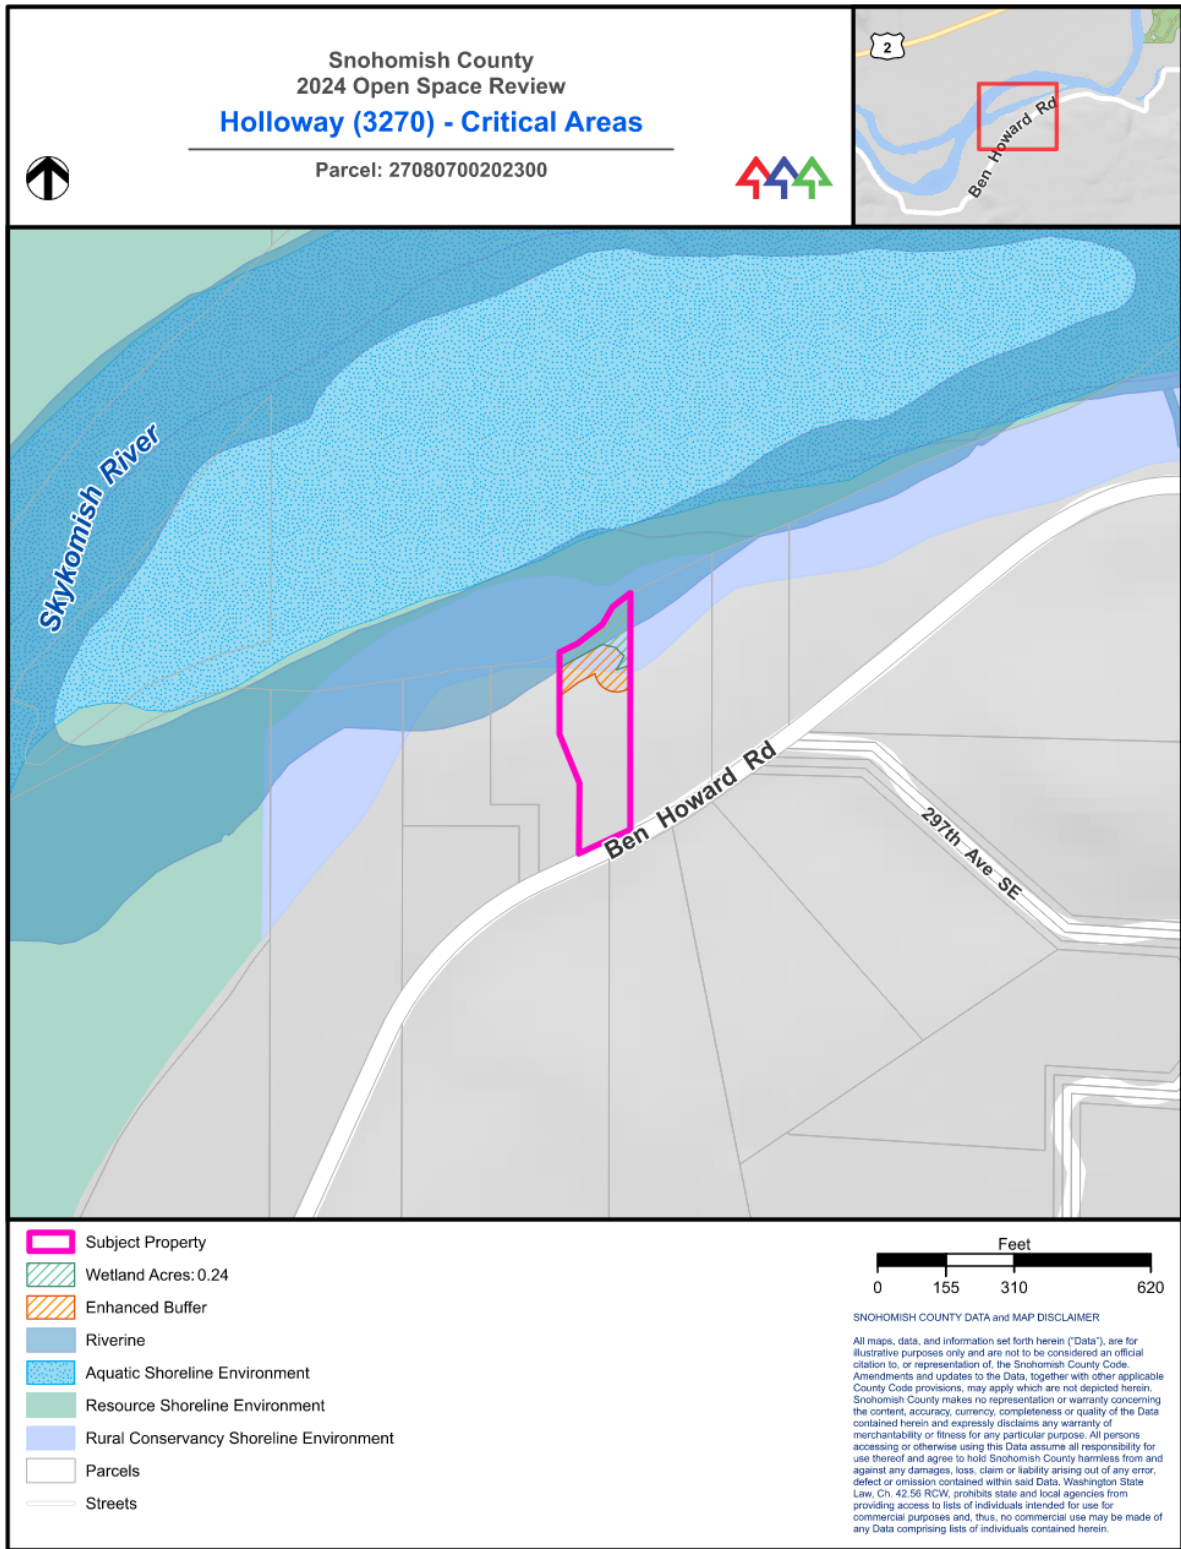 Snohomish County
2024 Open Space Review
Holloway (3270) - Critical Areas
Parcel: 27080700202300
2
Ben Howard Rd
Skykomish River
Ben Howard Rd
297th Ave SE
Subject Property
Wetland Acres: 0.24
Enhanced Buffer
Riverine
Aquatic Shoreline Environment
Resource Shoreline Environment
Rural Conservancy Shoreline Environment
Parcels
Streets
Feet
0 155 310 620
SNOHOMISH COUNTY DATA and MAP DISCLAIMER
All maps, data, and information set forth herein ("Data"), are for
illustrative purposes only and are not to be considered an official
citation to, or representation of, the Snohomish County Code.
Amendments and updates to the Data, together with other applicable
County Code provisions, may apply which are not depicted herein.
Snohomish County makes no representation or warranty concerning
the content, accuracy, currency, completeness or quality of the Data
contained herein and expressly disclaims any warranty of
merchantability or fitness for any particular purpose. All persons
accessing or otherwise using this Data assume all responsibility for
use thereof and agree to hold Snohomish County harmless from and
against any damages, loss, claim or liability arising out of any error,
defect or omission contained within said Data. Washington State
Law, Ch. 42.56 RCW, prohibits state and local agencies from
providing access to lists of individuals intended for use for
commercial purposes and, thus, no commercial use may be made of
any Data comprising lists of individuals contained herein.